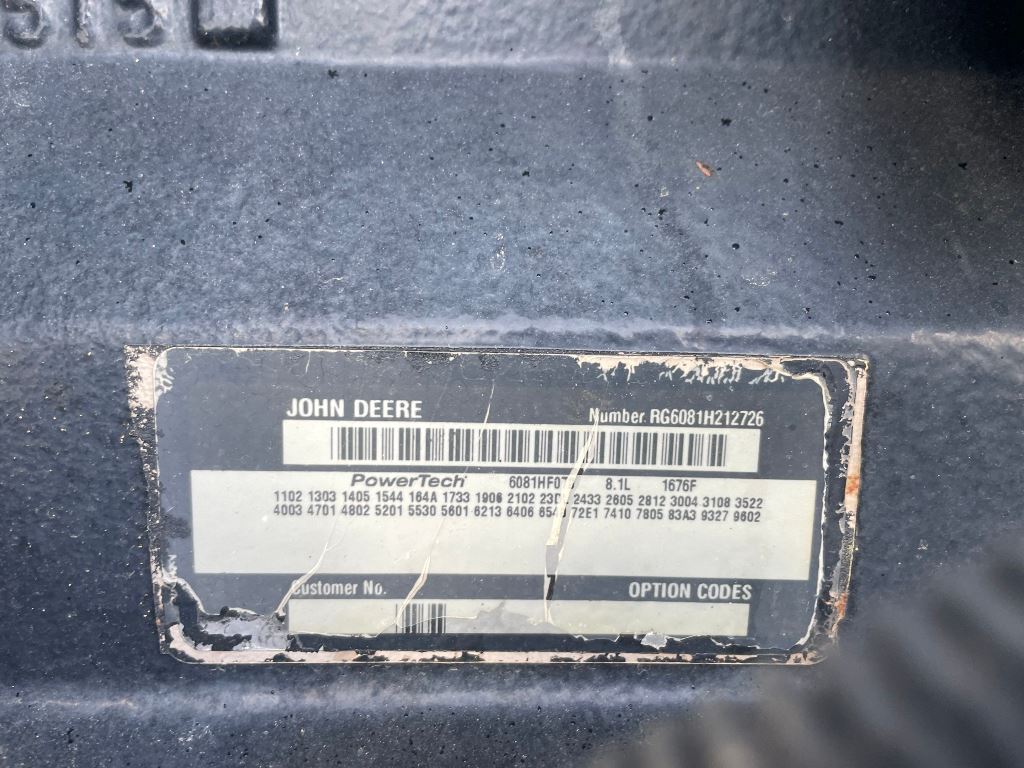 JOHN DEERE
Number RG6081H212726
PowerTech 8.1L 1676F
1102 1303 1405 1544 164A 1733 1906 2102 2433 2605 2812 3004 3108 3522
4003 4701 4802 5201 5530 5601 6213 6406 72E1 7410 7805 83A3 9327 9602
Customer No. OPTION CODES